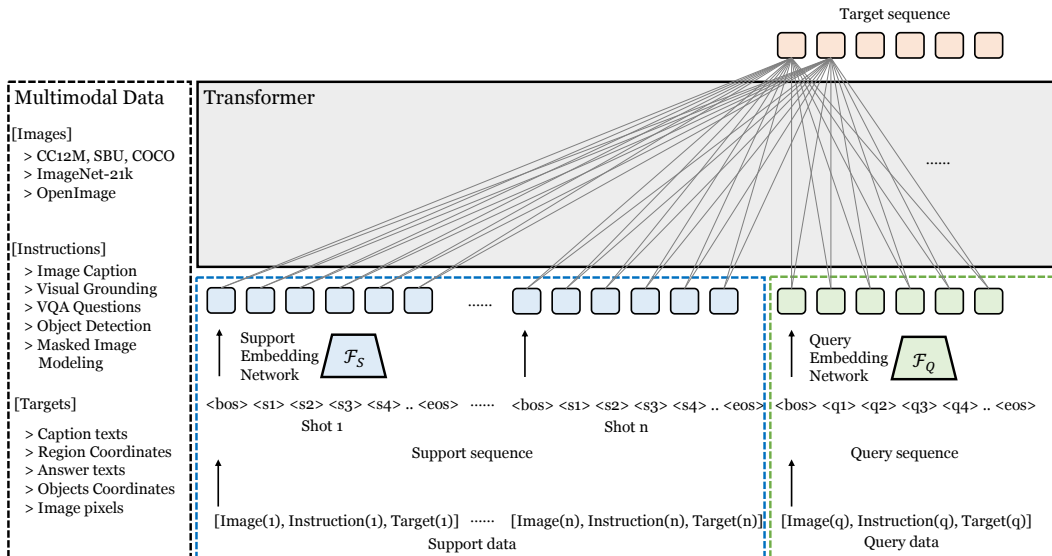 Target sequence
Multimodal Data
[Images]
> CC12M, SBU, COCO
> ImageNet-21k
> OpenImage
[Instructions]
> Image Caption
> Visual Grounding
> VQA Questions
> Object Detection
> Masked Image
Modeling
[Targets]
> Caption texts
> Region Coordinates
> Answer texts
> Objects Coordinates
> Image pixels
Transformer
......
......
Support
Embedding
Network
F_S
Query
Embedding
Network
F_Q
<bos> <s1> <s2> <s3> <s4> .. <eos> ...... <bos> <s1> <s2> <s3> <s4> .. <eos>
Shot 1
Shot n
Support sequence
<bos> <q1> <q2> <q3> <q4> .. <eos>
Query sequence
[Image(1), Instruction(1), Target(1)] ...... [Image(n), Instruction(n), Target(n)]
Support data
[Image(q), Instruction(q), Target(q)]
Query data